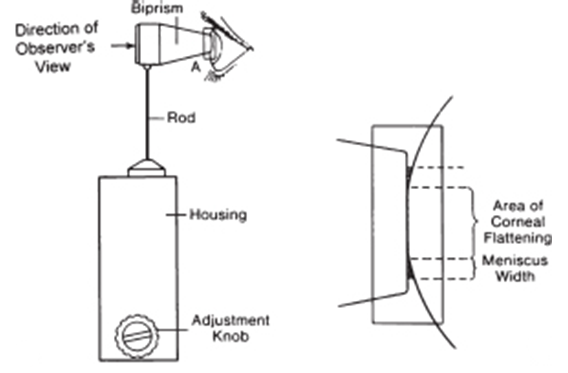 Biprism
Direction of
Observer's
View
A
Rod
Housing
Adjustment
Knob
Area of
Corneal
Flattening
Meniscus
Width